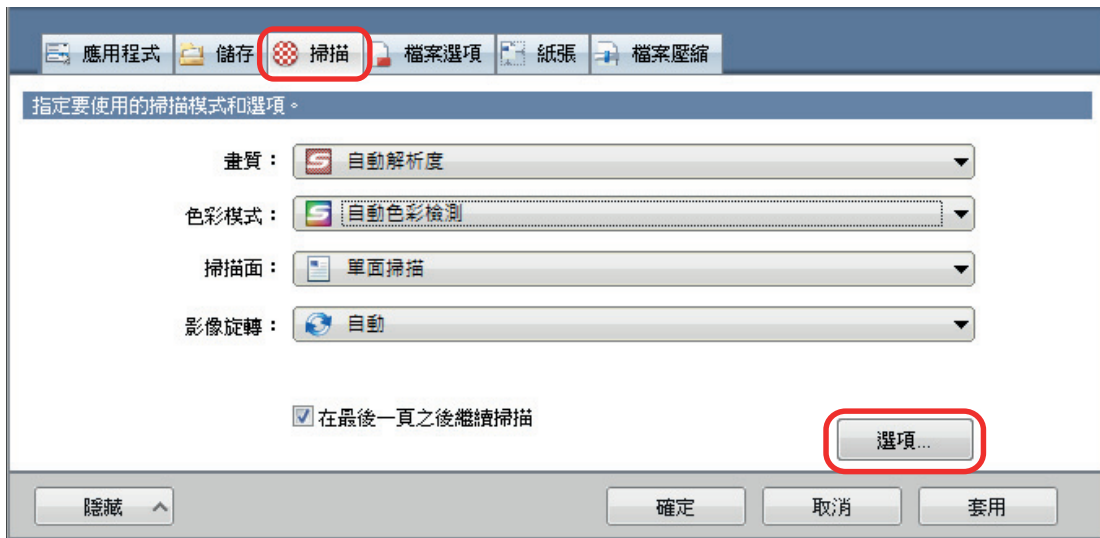 應用程式 儲存 掃描 檔案選項 紙張 檔案壓縮
指定要使用的掃描模式和選項。
畫質： 自動解析度
色彩模式： 自動色彩檢測
掃描面： 單面掃描
影像旋轉： 自動
在最後一頁之後繼續掃描
選項...
隱藏 確定 取消 套用